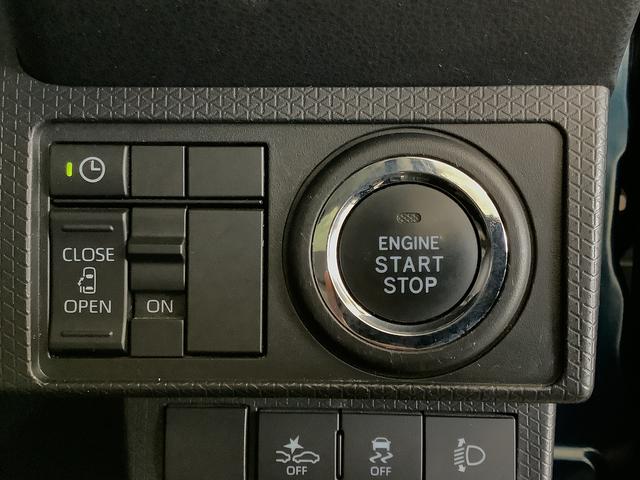 CLOSE
OPEN
ON
ENGINE
START
STOP
OFF
OFF